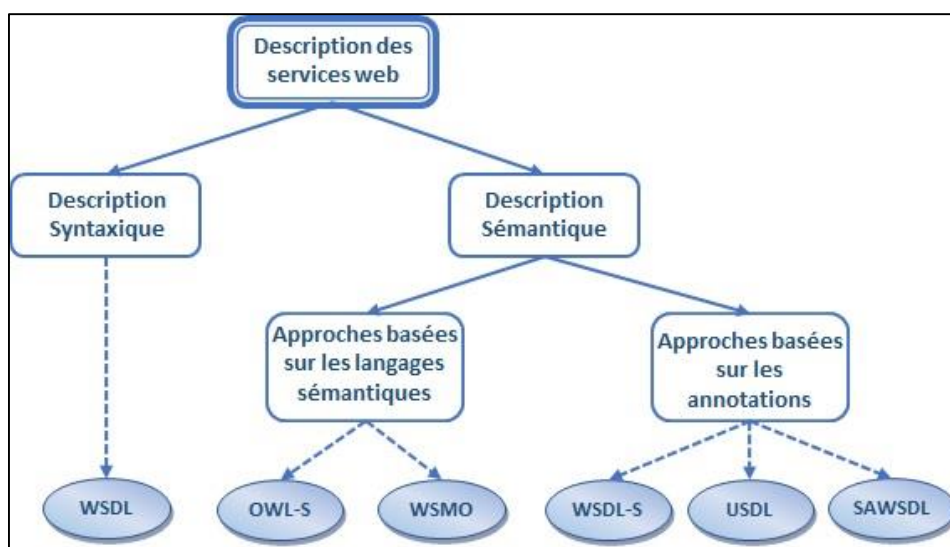 Description des
services web
Description
Syntaxique
Description
Sémantique
Approches basées
sur les langages
sémantiques
Approches basées
sur les
annotations
WSDL
OWL-S
WSMO
WSDL-S
USDL
SAWSDL